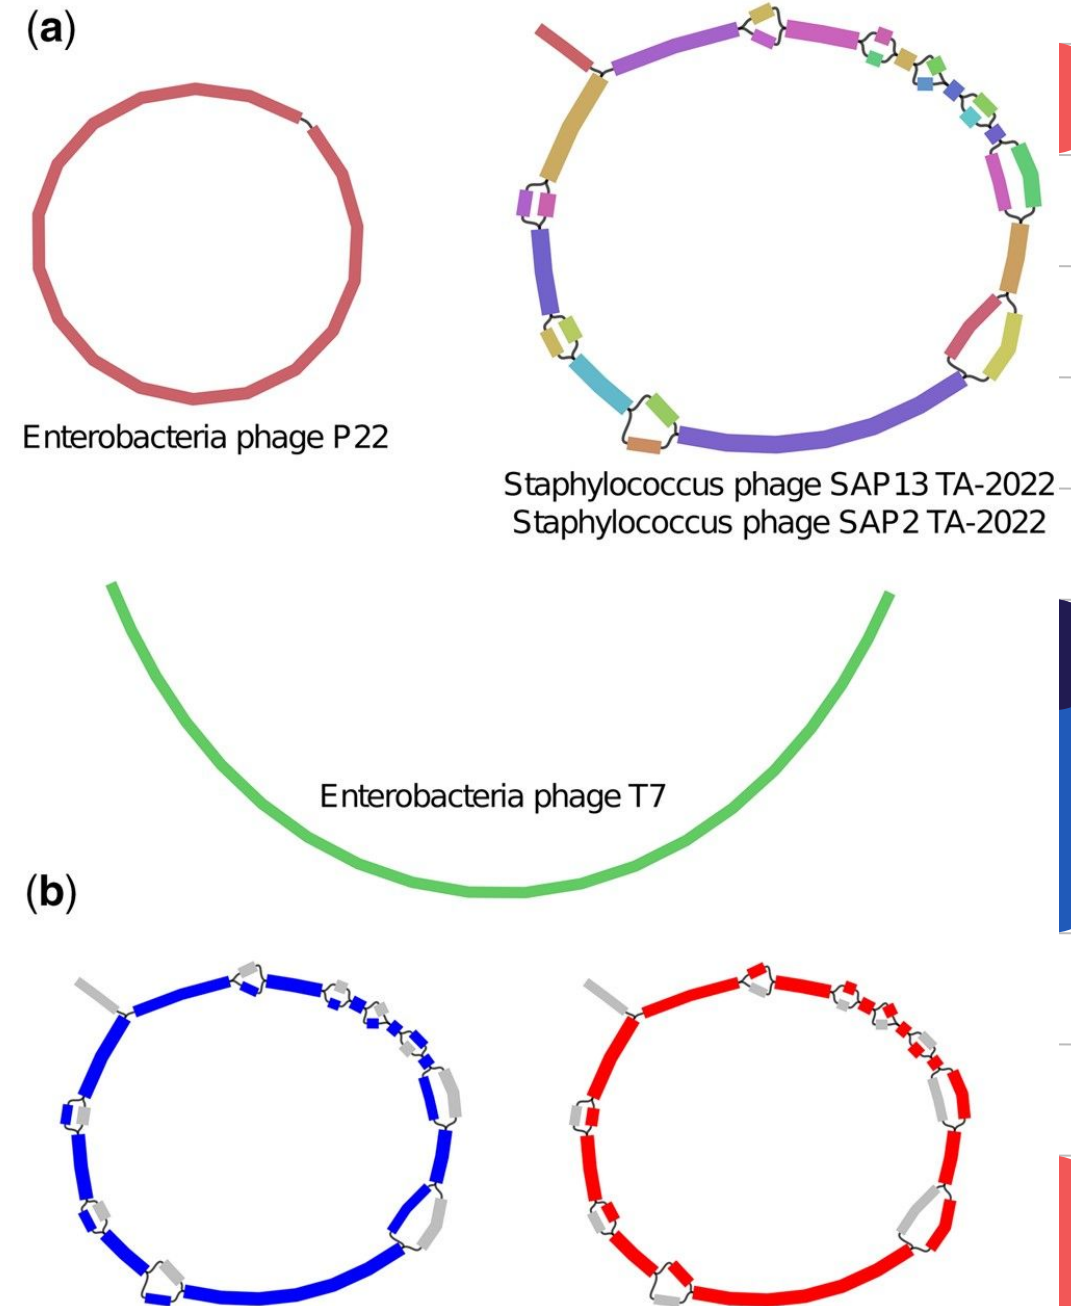 (a)
Enterobacteria phage P22
Staphylococcus phage SAP13 TA-2022
Staphylococcus phage SAP2 TA-2022
Enterobacteria phage T7
(b)